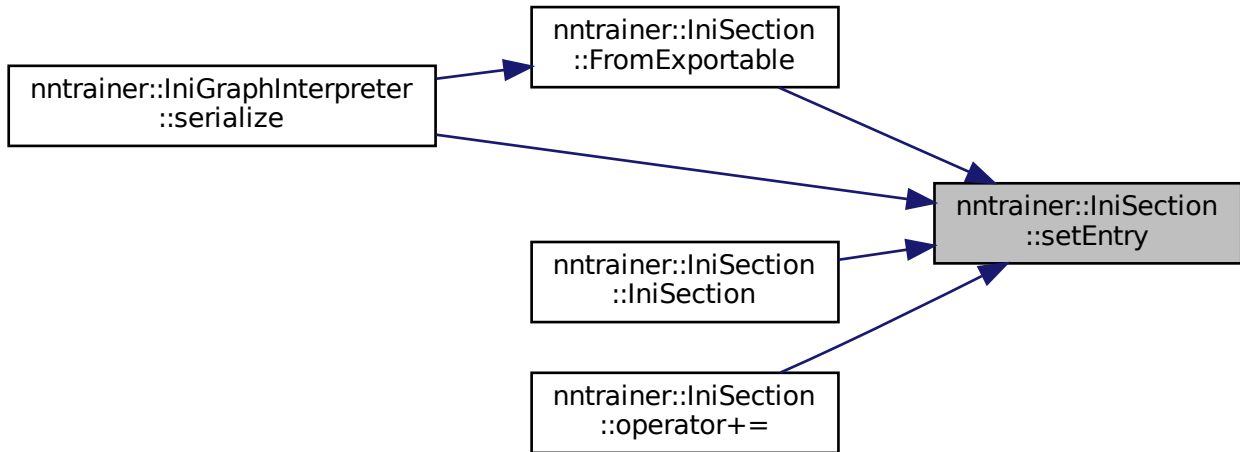 nntrainer::IniSection
::FromExportable
nntrainer::IniGraphInterpreter
::serialize
nntrainer::IniSection
::setEntry
nntrainer::IniSection
::IniSection
nntrainer::IniSection
::operator+=